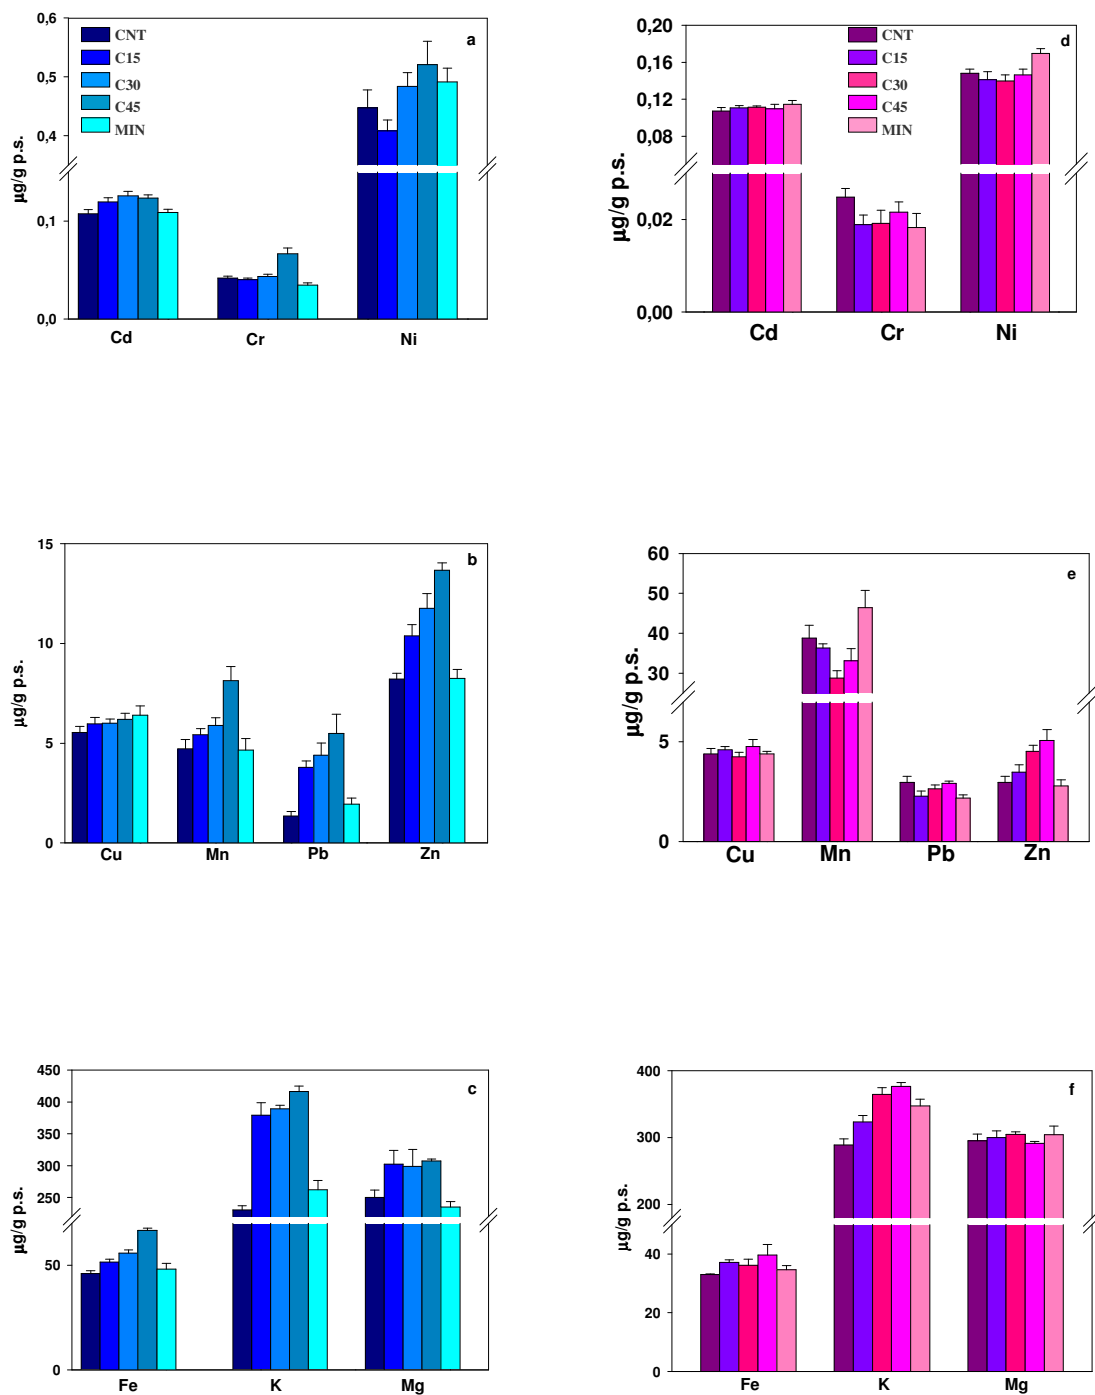 0,6
0,5
0,4
0,1
0,0
µg/g p.s.
CNT
C15
C30
C45
MIN
a
Cd Cr Ni
0,20
0,16
0,12
0,08
0,02
0,00
µg/g p.s.
CNT
C15
C30
C45
MIN
d
Cd Cr Ni
15
10
5
0
µg/g p.s.
b
Cu Mn Pb Zn
60
50
40
30
5
0
µg/g p.s.
e
Cu Mn Pb Zn
450
400
350
300
250
50
0
µg/g p.s.
c
Fe K Mg
400
300
200
40
20
0
µg/g p.s.
f
Fe K Mg